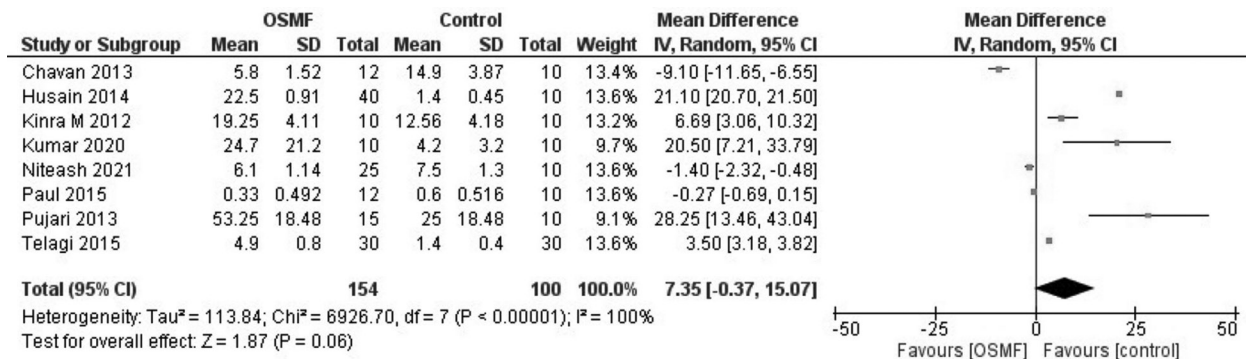 OSMF Control Mean Difference Mean Difference
Study or Subgroup Mean SD Total Mean SD Total Weight IV, Random, 95% CI IV, Random, 95% CI
Chavan 2013 5.8 1.52 12 14.9 3.87 10 13.4% -9.10 [-11.65, -6.55]
Husain 2014 22.5 0.91 40 1.4 0.45 10 13.6% 21.10 [20.70, 21.50]
Kinra M 2012 19.25 4.11 10 12.56 4.18 10 13.2% 6.69 [3.06, 10.32]
Kumar 2020 24.7 21.2 10 4.2 3.2 10 9.7% 20.50 [7.21, 33.79]
Niteash 2021 6.1 1.14 25 7.5 1.3 10 13.6% -1.40 [-2.32, -0.48]
Paul 2015 0.33 0.492 12 0.6 0.516 10 13.6% -0.27 [-0.69, 0.15]
Pujari 2013 53.25 18.48 15 25 18.48 10 9.1% 28.25 [13.46, 43.04]
Telagi 2015 4.9 0.8 30 1.4 0.4 30 13.6% 3.50 [3.18, 3.82]
Total (95% CI) 154 100 100.0% 7.35 [-0.37, 15.07]
Heterogeneity: Tau² = 113.84; Chi² = 6926.70, df = 7 (P < 0.00001); I² = 100%
Test for overall effect: Z = 1.87 (P = 0.06)
-50 -25 0 25 50
Favours [OSMF] Favours [control]